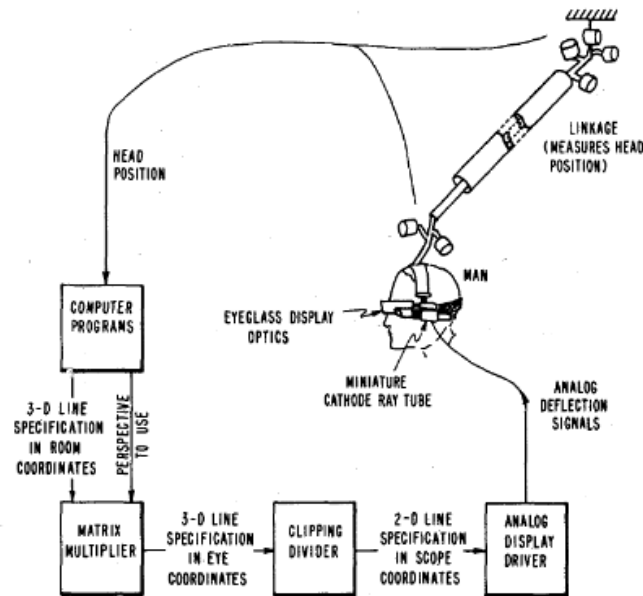 LINKAGE
(MEASURES HEAD
POSITION)
HEAD
POSITION
MAN
COMPUTER
PROGRAMS
EYEGLASS DISPLAY
OPTICS
MINIATURE
CATHODE RAY TUBE
ANALOG
DEFLECTION
SIGNALS
3-D LINE
SPECIFICATION
IN ROOM
COORDINATES
PERSPECTIVE
TO USE
MATRIX
MULTIPLIER
3-D LINE
SPECIFICATION
IN EYE
COORDINATES
CLIPPING
DIVIDER
2-D LINE
SPECIFICATION
IN SCOPE
COORDINATES
ANALOG
DISPLAY
DRIVER